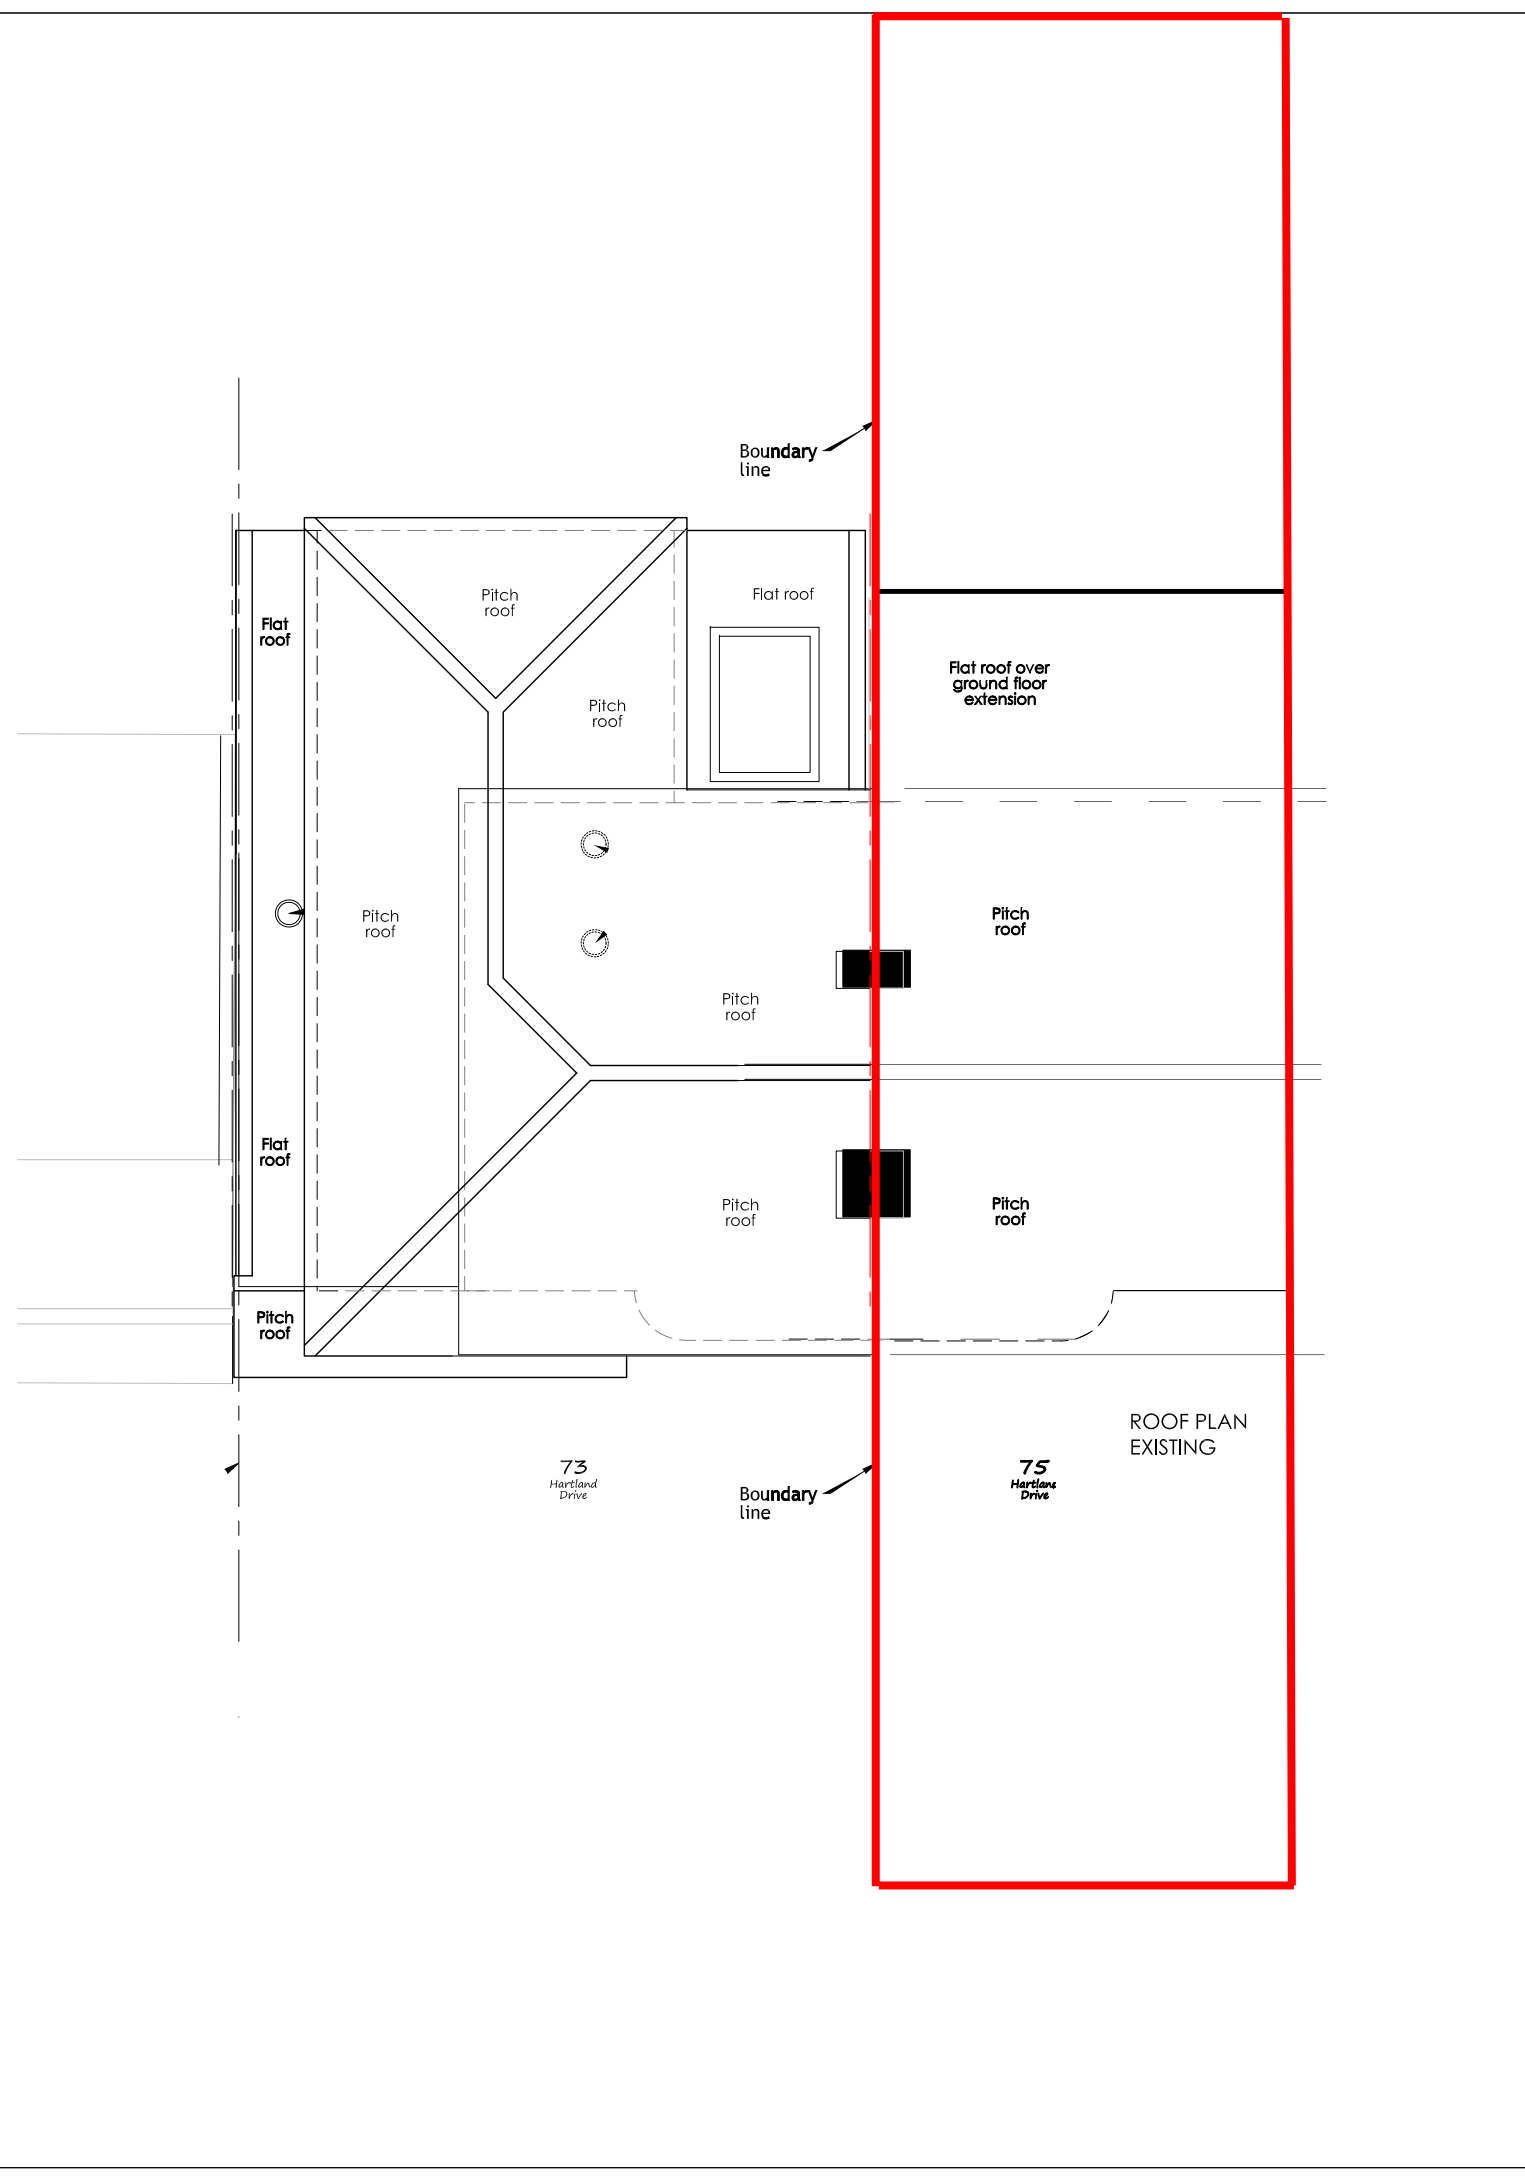 Boundary
line
Pitch
roof
Flat roof
Flat
roof
Flat roof over
ground floor
extension
Pitch
roof
Pitch
roof
Pitch
roof
Pitch
roof
Flat
roof
Pitch
roof
Pitch
roof
Pitch
roof
ROOF PLAN
EXISTING
73
Hartland
Drive
75
Hartland
Drive
Boundary
line